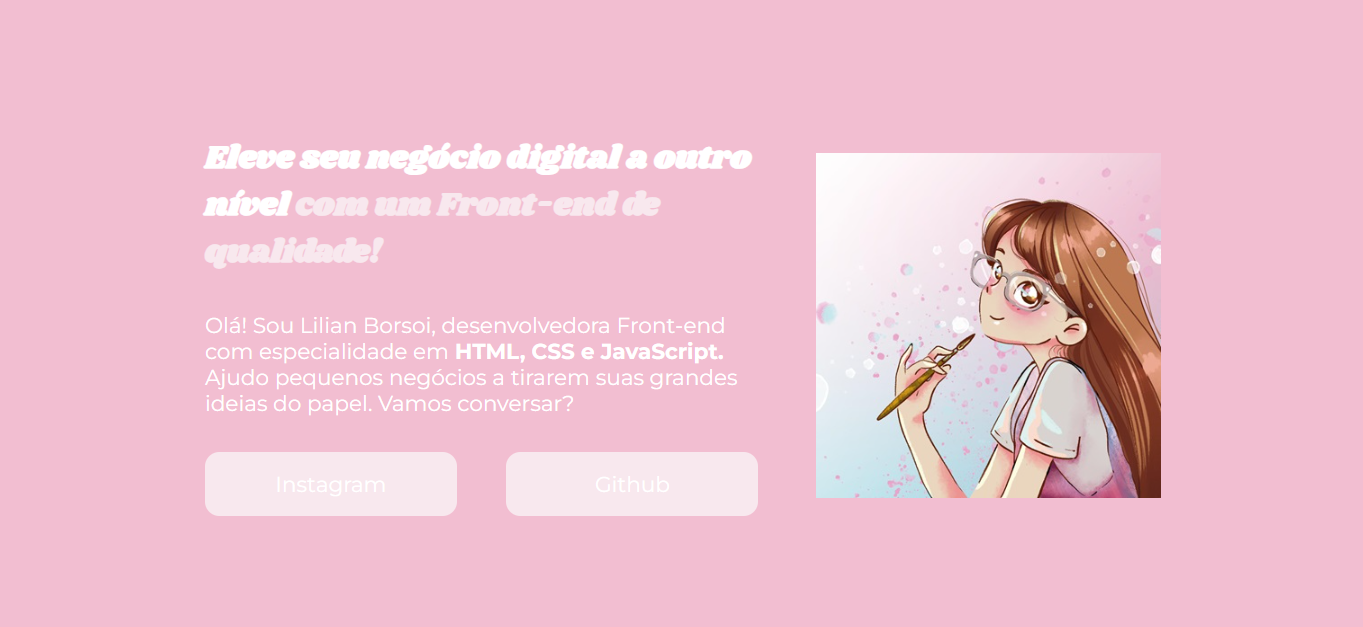 Eleve seu negócio digital a outro
nível com um Front-end de
qualidade!
Olá! Sou Lilian Borsoi, desenvolvedora Front-end
com especialidade em HTML, CSS e JavaScript.
Ajudo pequenos negócios a tirarem suas grandes
ideias do papel. Vamos conversar?
Instagram
Github